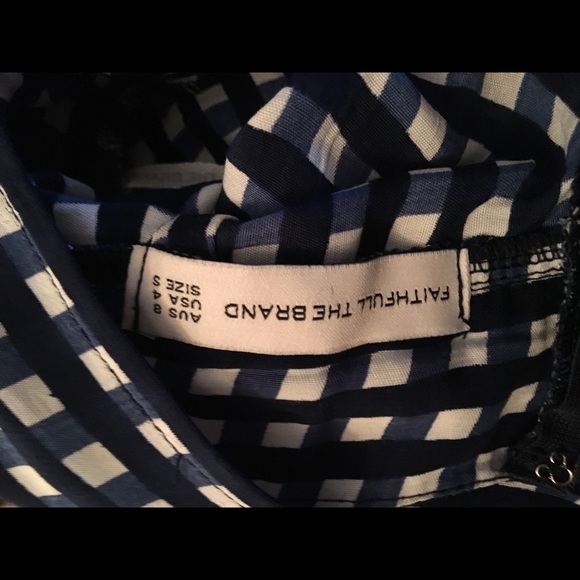 FAITHFULL THE BRAND
AUS 8
USA 4
SIZE S